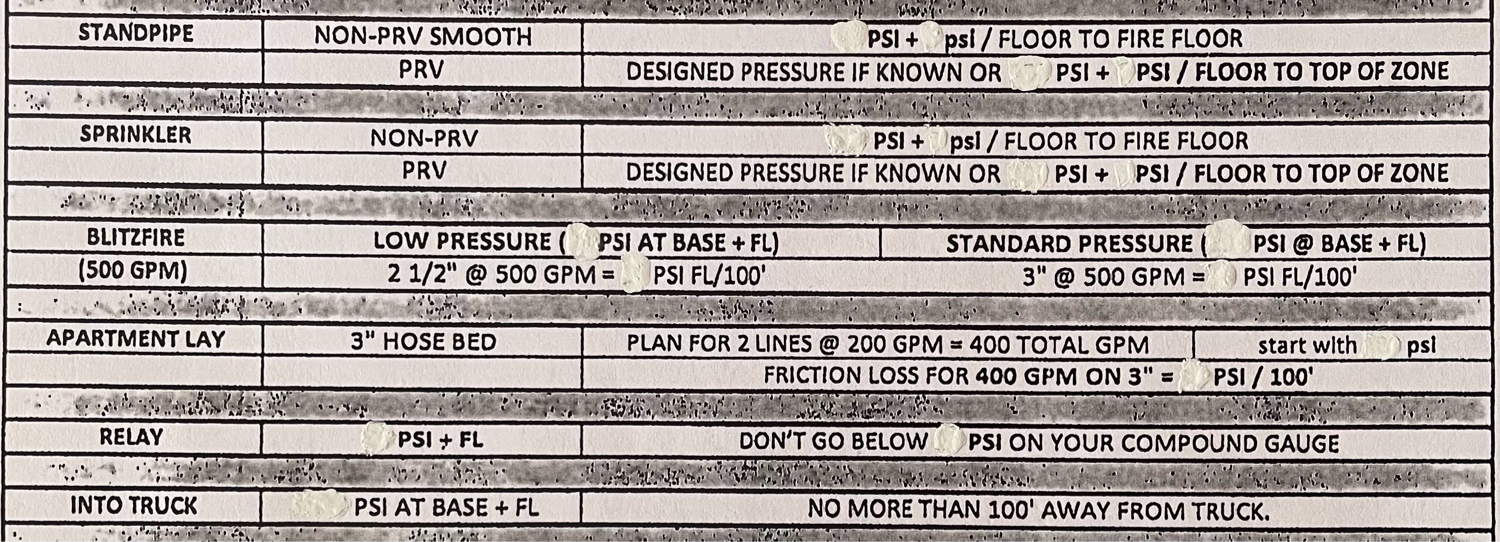 STANDPIPE NON-PRV SMOOTH PSI + psi / FLOOR TO FIRE FLOOR
PRV DESIGNED PRESSURE IF KNOWN OR PSI + PSI / FLOOR TO TOP OF ZONE
SPRINKLER NON-PRV PSI + psi / FLOOR TO FIRE FLOOR
PRV DESIGNED PRESSURE IF KNOWN OR PSI + PSI / FLOOR TO TOP OF ZONE
BLITZFIRE LOW PRESSURE ( PSI AT BASE + FL) STANDARD PRESSURE ( PSI @ BASE + FL)
(500 GPM) 2 1/2" @ 500 GPM = PSI FL/100' 3" @ 500 GPM = PSI FL/100'
APARTMENT LAY 3" HOSE BED PLAN FOR 2 LINES @ 200 GPM = 400 TOTAL GPM start with psi
FRICTION LOSS FOR 400 GPM ON 3" = PSI / 100'
RELAY PSI + FL DON'T GO BELOW PSI ON YOUR COMPOUND GAUGE
INTO TRUCK PSI AT BASE + FL NO MORE THAN 100' AWAY FROM TRUCK.